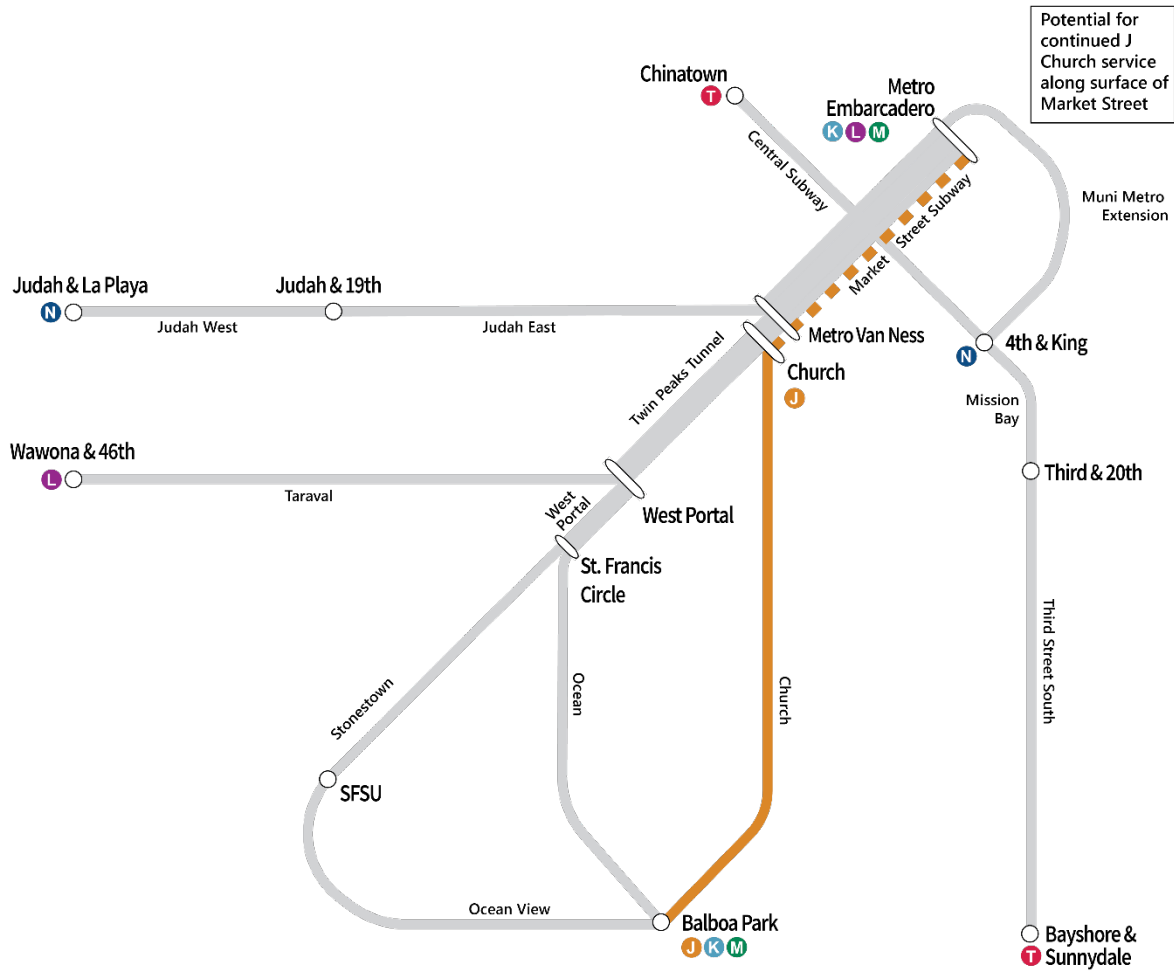 Potential for
continued J
Church service
along surface of
Market Street
Chinatown
T
Metro
Embarcadero
K L M
Central Subway
Market Street Subway
Muni Metro
Extension
Judah & La Playa
N
Judah & 19th
Judah West
Judah East
Metro Van Ness
4th & King
N
Twin Peaks Tunnel
Church
J
Mission
Bay
Wawona & 46th
L
Taraval
Third & 20th
West
Portal
West Portal
St. Francis
Circle
Stonestown
Ocean
Church
Third Street South
SFSU
Ocean View
Balboa Park
J K M
Bayshore &
T Sunnydale